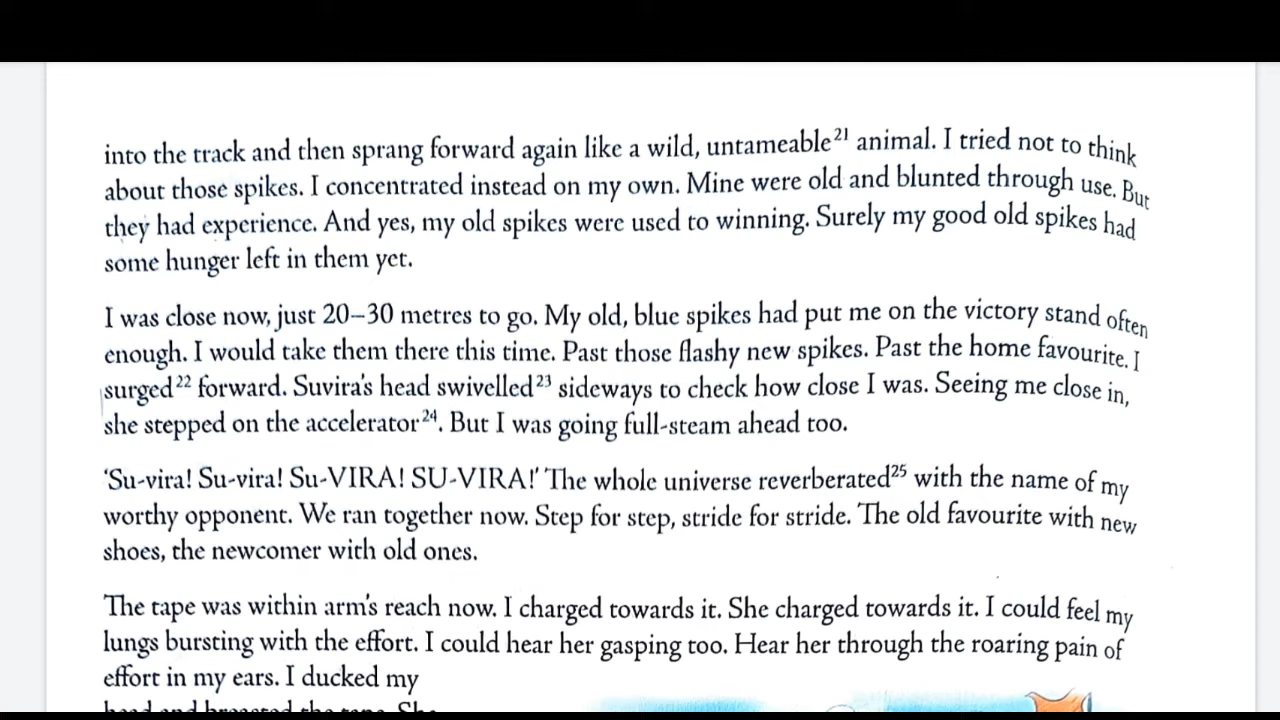 into the track and then sprang forward again like a wild, untameable²¹ animal. I tried not to think
about those spikes. I concentrated instead on my own. Mine were old and blunted through use. But
they had experience. And yes, my old spikes were used to winning. Surely my good old spikes had
some hunger left in them yet.
I was close now, just 20–30 metres to go. My old, blue spikes had put me on the victory stand often
enough. I would take them there this time. Past those flashy new spikes. Past the home favourite. I
surged²² forward. Suvira's head swivelled²³ sideways to check how close I was. Seeing me close in,
she stepped on the accelerator²⁴. But I was going full-steam ahead too.
‘Su-vira! Su-vira! Su-VIRA! SU-VIRA!’ The whole universe reverberated²⁵ with the name of my
worthy opponent. We ran together now. Step for step, stride for stride. The old favourite with new
shoes, the newcomer with old ones.
The tape was within arm's reach now. I charged towards it. She charged towards it. I could feel my
lungs bursting with the effort. I could hear her gasping too. Hear her through the roaring pain of
effort in my ears. I ducked my
head and breasted the tape. She